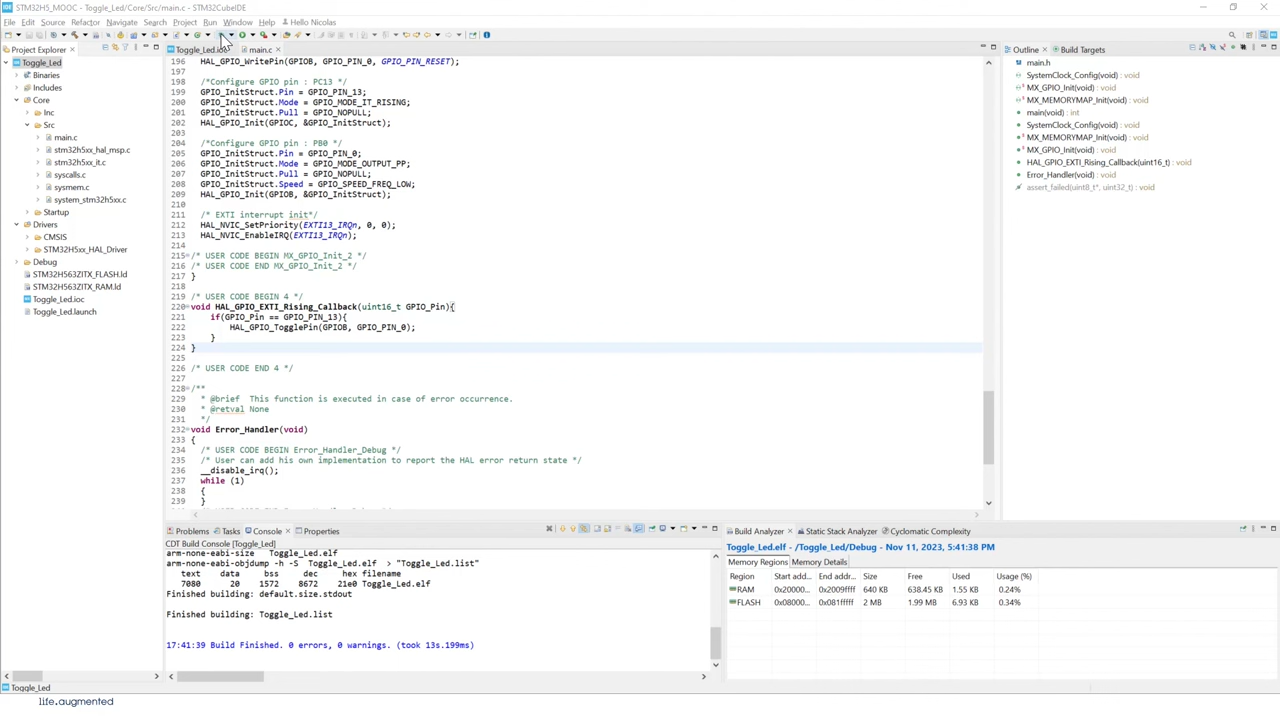 STM32H5_MOOC - Toggle_Led/Core/Src/main.c - STM32CubeIDE
File Edit Source Refactor Navigate Search Project Run Window Help Hello Nicolas
Project Explorer
Toggle_Led
Binaries
Includes
Core
Inc
Src
main.c
stm32h5xx_hal_msp.c
stm32h5xx_it.c
syscalls.c
sysmem.c
system_stm32h5xx.c
Startup
Drivers
CMSIS
STM32H5xx_HAL_Driver
Debug
STM32H563ZITX_FLASH.ld
STM32H563ZITX_RAM.ld
Toggle_Led.ioc
Toggle_Led.launch
Toggle_Led.ioc main.c
196 HAL_GPIO_WritePin(GPIOB, GPIO_PIN_0, GPIO_PIN_RESET);
197
198 /*Configure GPIO pin : PC13 */
199 GPIO_InitStruct.Pin = GPIO_PIN_13;
200 GPIO_InitStruct.Mode = GPIO_MODE_IT_RISING;
201 GPIO_InitStruct.Pull = GPIO_NOPULL;
202 HAL_GPIO_Init(GPIOC, &GPIO_InitStruct);
203
204 /*Configure GPIO pin : PB0 */
205 GPIO_InitStruct.Pin = GPIO_PIN_0;
206 GPIO_InitStruct.Mode = GPIO_MODE_OUTPUT_PP;
207 GPIO_InitStruct.Pull = GPIO_NOPULL;
208 GPIO_InitStruct.Speed = GPIO_SPEED_FREQ_LOW;
209 HAL_GPIO_Init(GPIOB, &GPIO_InitStruct);
210
211 /* EXTI interrupt init*/
212 HAL_NVIC_SetPriority(EXTI13_IRQn, 0, 0);
213 HAL_NVIC_EnableIRQ(EXTI13_IRQn);
214
215 /* USER CODE BEGIN MX_GPIO_Init_2 */
216 /* USER CODE END MX_GPIO_Init_2 */
217 }
218
219 /* USER CODE BEGIN 4 */
220 void HAL_GPIO_EXTI_Rising_Callback(uint16_t GPIO_Pin){
221 if(GPIO_Pin == GPIO_PIN_13){
222 HAL_GPIO_TogglePin(GPIOB, GPIO_PIN_0);
223 }
224 }
225
226 /* USER CODE END 4 */
227
228 /**
229 * @brief This function is executed in case of error occurrence.
230 * @retval None
231 */
232 void Error_Handler(void)
233 {
234 /* USER CODE BEGIN Error_Handler_Debug */
235 /* User can add his own implementation to report the HAL error return state */
236 __disable_irq();
237 while (1)
238 {
239 }
Outline Build Targets
main.h
SystemClock_Config(void) : void
MX_GPIO_Init(void) : void
MX_MEMORYMAP_Init(void) : void
main(void) : int
SystemClock_Config(void) : void
MX_MEMORYMAP_Init(void) : void
MX_GPIO_Init(void) : void
HAL_GPIO_EXTI_Rising_Callback(uint16_t) : void
Error_Handler(void) : void
assert_failed(uint8_t*, uint32_t) : void
Problems Tasks Console Properties
CDT Build Console [Toggle_Led]
arm-none-eabi-size Toggle_Led.elf
arm-none-eabi-objdump -h -S Toggle_Led.elf > "Toggle_Led.list"
text data bss dec hex filename
7080 20 1572 8672 21e0 Toggle_Led.elf
Finished building: default.size.stdout
Finished building: Toggle_Led.list
17:41:39 Build Finished. 0 errors, 0 warnings. (took 13s.199ms)
Build Analyzer Static Stack Analyzer Cyclomatic Complexity
Toggle_Led.elf - /Toggle_Led/Debug - Nov 11, 2023, 5:41:38 PM
Memory Regions Memory Details
Region Start addr... End addr... Size Free Used Usage (%)
RAM 0x20000... 0x2009ffff 640 KB 638.45 KB 1.55 KB 0.24%
FLASH 0x08000... 0x081fffff 2 MB 1.99 MB 6.93 KB 0.34%
Toggle_Led
life.augmented